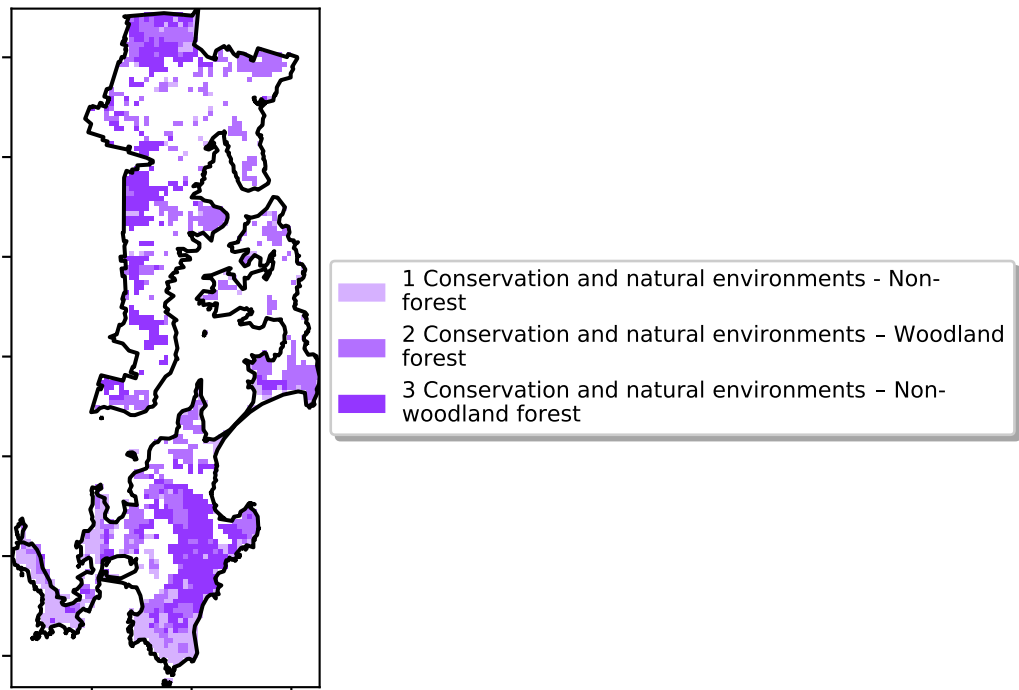 1 Conservation and natural environments - Non-
forest
2 Conservation and natural environments – Woodland
forest
3 Conservation and natural environments – Non-
woodland forest